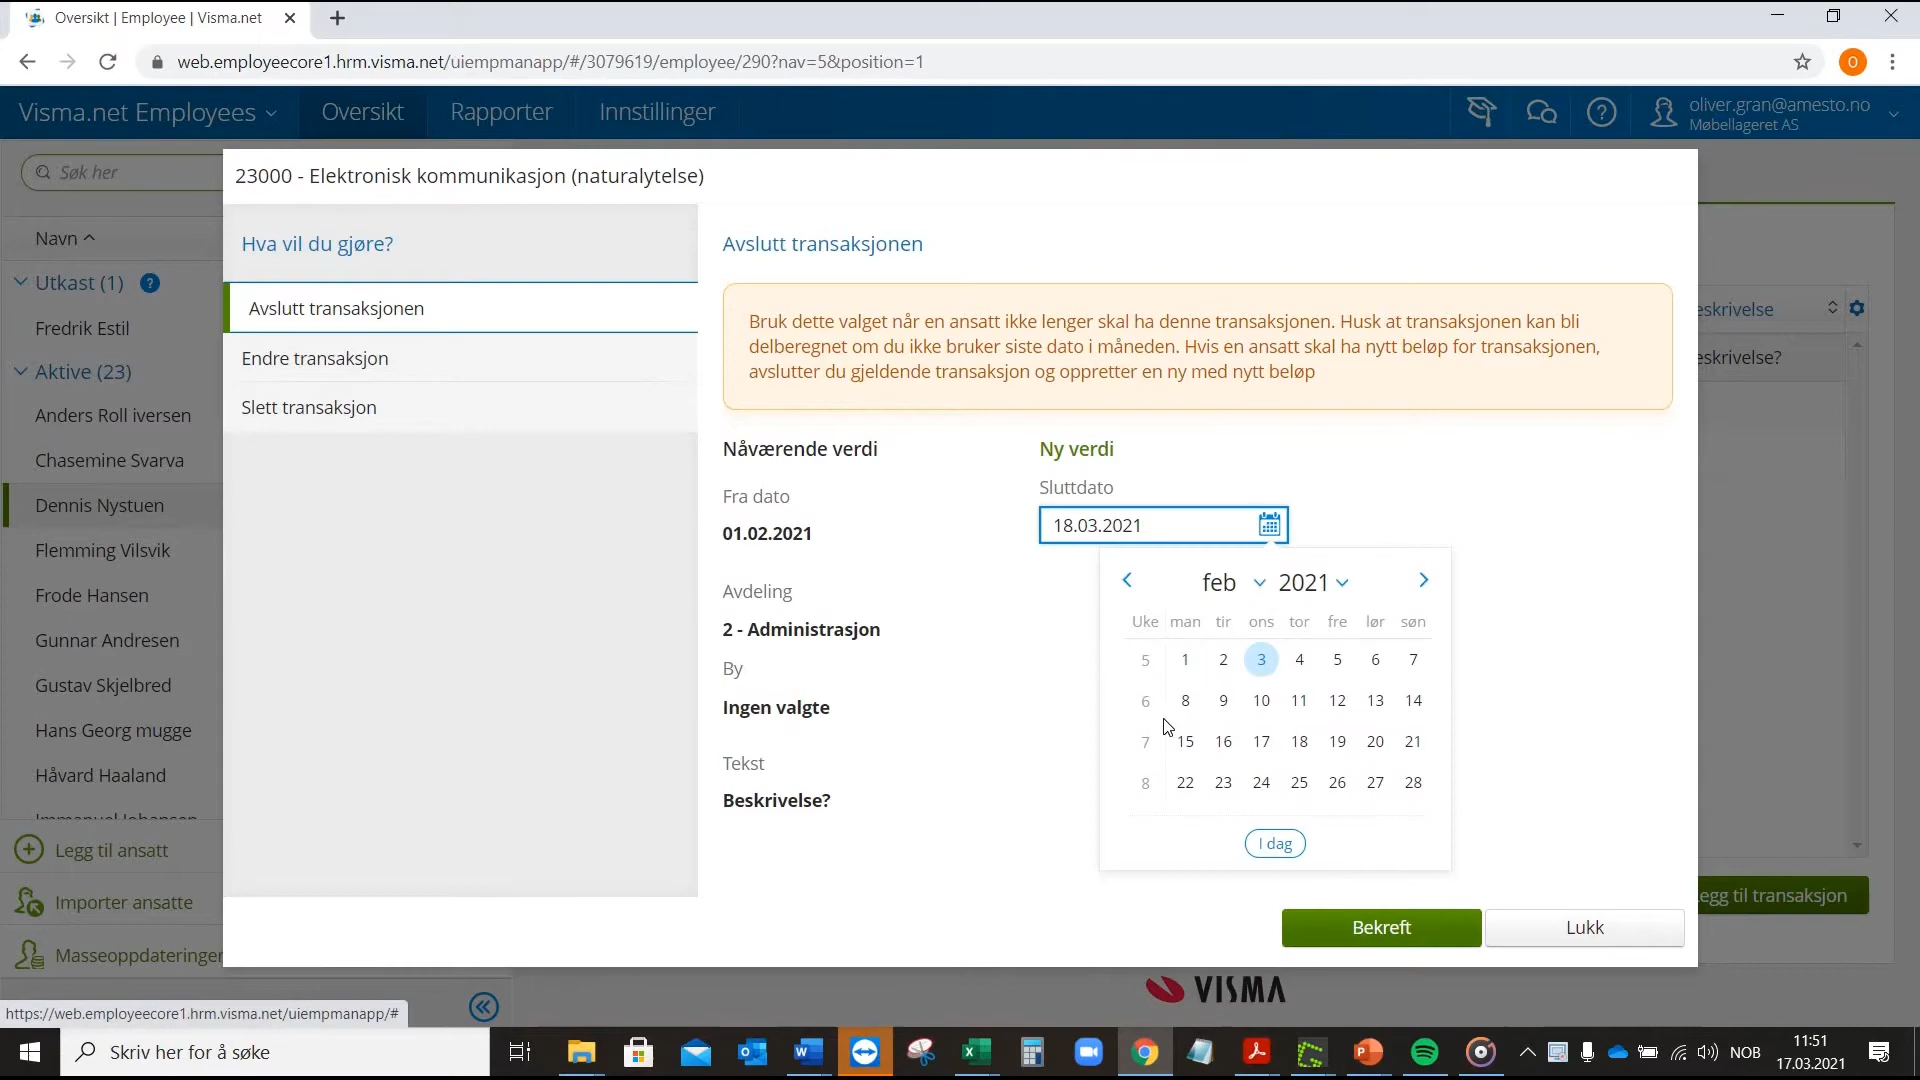 Oversikt | Employee | Visma.net
web.employeecore1.hrm.visma.net/uiempmanapp/#/3079619/employee/290?nav=5&position=1
O
Visma.net Employees
Oversikt
Rapporter
Innstillinger
?
oliver.gran@amesto.no
Møbellageret AS
Søk her
23000 - Elektronisk kommunikasjon (naturalytelse)
Navn
Utkast (1)
?
Fredrik Estil
Aktive (23)
Anders Roll iversen
Chasemine Svarva
Dennis Nystuen
Flemming Vilsvik
Frode Hansen
Gunnar Andresen
Gustav Skjelbred
Hans Georg mugge
Håvard Haaland
Immanuel Johansen
Legg til ansatt
Importer ansatte
Masseoppdateringer
Hva vil du gjøre?
Avslutt transaksjonen
Endre transaksjon
Slett transaksjon
Avslutt transaksjonen
Bruk dette valget når en ansatt ikke lenger skal ha denne transaksjonen. Husk at transaksjonen kan bli
delberegnet om du ikke bruker siste dato i måneden. Hvis en ansatt skal ha nytt beløp for transaksjonen,
avslutter du gjeldende transaksjon og oppretter en ny med nytt beløp
Nåværende verdi
Ny verdi
Fra dato
01.02.2021
Sluttdato
18.03.2021
Avdeling
2 - Administrasjon
By
Ingen valgte
Tekst
Beskrivelse?
feb 2021
Uke man tir ons tor fre lør søn
5 1 2 3 4 5 6 7
6 8 9 10 11 12 13 14
7 15 16 17 18 19 20 21
8 22 23 24 25 26 27 28
I dag
Bekreft
Lukk
eskrivelse
eskrivelse?
egg til transaksjon
VISMA
https://web.employeecore1.hrm.visma.net/uiempmanapp/#
Skriv her for å søke
NOB
11:51
17.03.2021